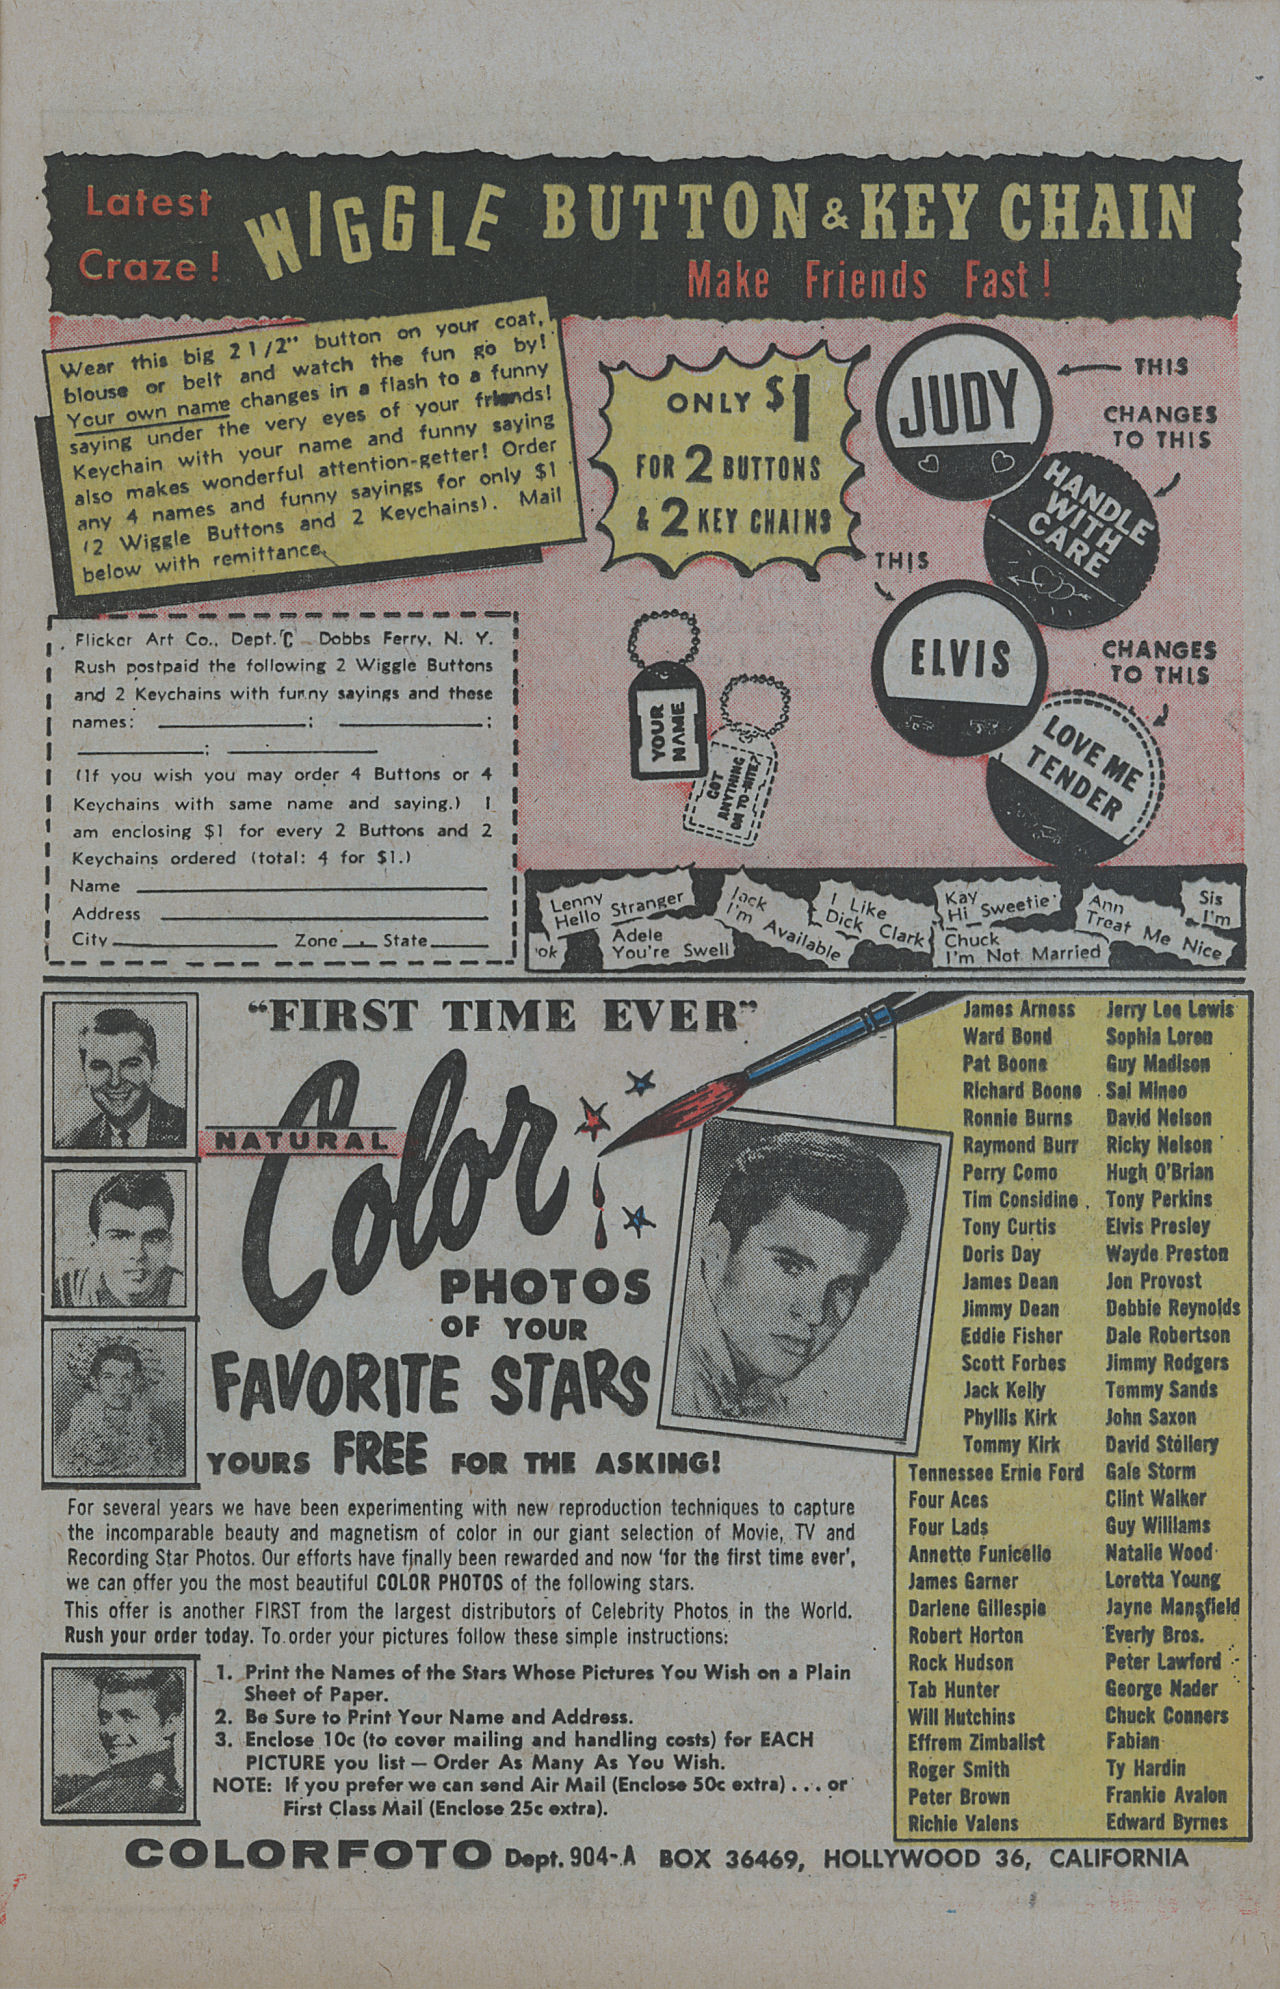 Latest
Craze !
WIGGLE BUTTON & KEY CHAIN
Make Friends Fast !
Wear this big 2 1/2" button on your coat,
blouse or belt and watch the fun go by!
Your own name changes in a flash to a funny
saying under the very eyes of your friends!
Keychain with your name and funny saying
also makes wonderful attention-getter! Order
any 4 names and funny sayings for only $1
(2 Wiggle Buttons and 2 Keychains). Mail
below with remittance.
ONLY $1
FOR 2 BUTTONS
& 2 KEY CHAINS
JUDY
THIS
CHANGES
TO THIS
HANDLE
WITH
CARE
THIS
ELVIS
CHANGES
TO THIS
LOVE ME
TENDER
YOUR
NAME
GOT
ANYTHING
ON TO-NITE?
Flicker Art Co., Dept. C Dobbs Ferry, N. Y.
Rush postpaid the following 2 Wiggle Buttons
and 2 Keychains with funny sayings and these
names: ; ;
;
(If you wish you may order 4 Buttons or 4
Keychains with same name and saying.) I
am enclosing $1 for every 2 Buttons and 2
Keychains ordered (total: 4 for $1.)
Name
Address
City Zone State
Lenny
Hello Stranger
Jack
I'm Available
I Like
Dick Clark
Kay
Hi Sweetie
Ann
Treat Me Nice
Sis
I'm
ok
Adele
You're Swell
Chuck
I'm Not Married
"FIRST TIME EVER"
NATURAL
Color
PHOTOS
OF YOUR
FAVORITE STARS
YOURS FREE FOR THE ASKING!
For several years we have been experimenting with new reproduction techniques to capture
the incomparable beauty and magnetism of color in our giant selection of Movie, TV and
Recording Star Photos. Our efforts have finally been rewarded and now 'for the first time ever',
we can offer you the most beautiful COLOR PHOTOS of the following stars.
This offer is another FIRST from the largest distributors of Celebrity Photos in the World.
Rush your order today. To order your pictures follow these simple instructions:
1. Print the Names of the Stars Whose Pictures You Wish on a Plain
Sheet of Paper.
2. Be Sure to Print Your Name and Address.
3. Enclose 10c (to cover mailing and handling costs) for EACH
PICTURE you list — Order As Many As You Wish.
NOTE: If you prefer we can send Air Mail (Enclose 50c extra) . . . or
First Class Mail (Enclose 25c extra).
James Arness
Ward Bond
Pat Boone
Richard Boone
Ronnie Burns
Raymond Burr
Perry Como
Tim Considine
Tony Curtis
Doris Day
James Dean
Jimmy Dean
Eddie Fisher
Scott Forbes
Jack Kelly
Phyllis Kirk
Tommy Kirk
Tennessee Ernie Ford
Four Aces
Four Lads
Annette Funicello
James Garner
Darlene Gillespie
Robert Horton
Rock Hudson
Tab Hunter
Will Hutchins
Effrem Zimbalist
Roger Smith
Peter Brown
Richie Valens
Jerry Lee Lewis
Sophia Loren
Guy Madison
Sal Mineo
David Nelson
Ricky Nelson
Hugh O'Brian
Tony Perkins
Elvis Presley
Wayde Preston
Jon Provost
Debbie Reynolds
Dale Robertson
Jimmy Rodgers
Tommy Sands
John Saxon
David Stollery
Gale Storm
Clint Walker
Guy Williams
Natalie Wood
Loretta Young
Jayne Mansfield
Everly Bros.
Peter Lawford
George Nader
Chuck Conners
Fabian
Ty Hardin
Frankie Avalon
Edward Byrnes
COLORFOTO Dept. 904-A BOX 36469, HOLLYWOOD 36, CALIFORNIA